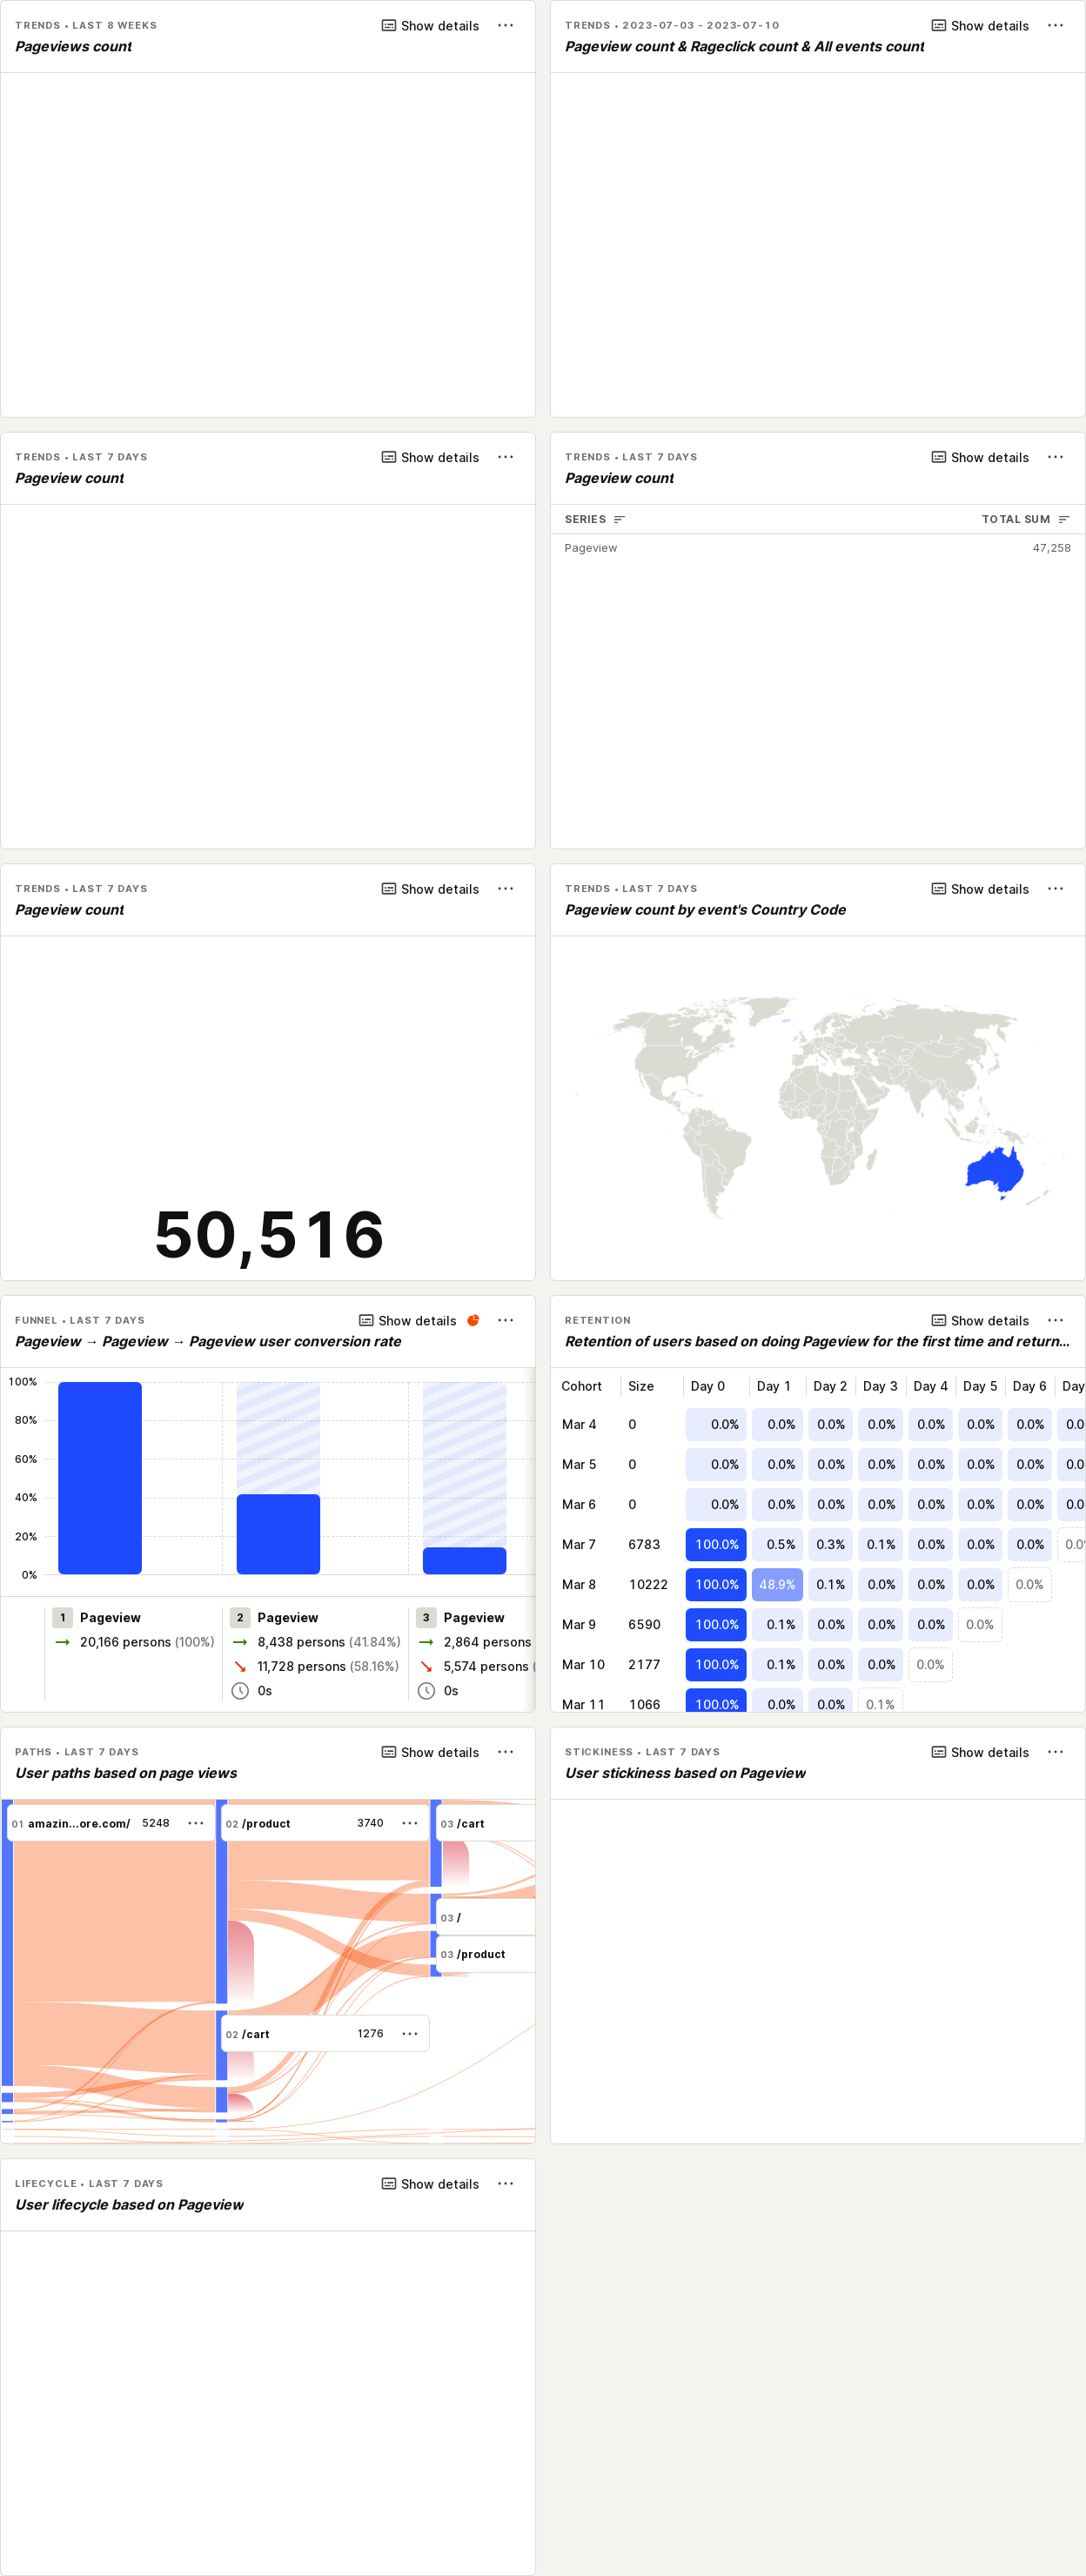 TRENDS • LAST 8 WEEKS
Show details
Pageviews count
TRENDS • 2023-07-03 - 2023-07-10
Show details
Pageview count & Rageclick count & All events count
TRENDS • LAST 7 DAYS
Show details
Pageview count
TRENDS • LAST 7 DAYS
Show details
Pageview count
SERIES TOTAL SUM
Pageview 47,258
TRENDS • LAST 7 DAYS
Show details
Pageview count
50,516
TRENDS • LAST 7 DAYS
Show details
Pageview count by event's Country Code
FUNNEL • LAST 7 DAYS
Show details
Pageview → Pageview → Pageview user conversion rate
100%
80%
60%
40%
20%
0%
1 Pageview
20,166 persons (100%)
2 Pageview
8,438 persons (41.84%)
11,728 persons (58.16%)
0s
3 Pageview
2,864 persons
5,574 persons (
0s
RETENTION
Show details
Retention of users based on doing Pageview for the first time and return...
Cohort Size Day 0 Day 1 Day 2 Day 3 Day 4 Day 5 Day 6 Day
Mar 4 0 0.0% 0.0% 0.0% 0.0% 0.0% 0.0% 0.0% 0.0
Mar 5 0 0.0% 0.0% 0.0% 0.0% 0.0% 0.0% 0.0% 0.0
Mar 6 0 0.0% 0.0% 0.0% 0.0% 0.0% 0.0% 0.0% 0.0
Mar 7 6783 100.0% 0.5% 0.3% 0.1% 0.0% 0.0% 0.0% 0.0%
Mar 8 10222 100.0% 48.9% 0.1% 0.0% 0.0% 0.0% 0.0%
Mar 9 6590 100.0% 0.1% 0.0% 0.0% 0.0% 0.0%
Mar 10 2177 100.0% 0.1% 0.0% 0.0% 0.0%
Mar 11 1066 100.0% 0.0% 0.0% 0.1%
PATHS • LAST 7 DAYS
Show details
User paths based on page views
01 amazin...ore.com/ 5248
02 /product 3740
03 /cart
03 /
03 /product
02 /cart 1276
STICKINESS • LAST 7 DAYS
Show details
User stickiness based on Pageview
LIFECYCLE • LAST 7 DAYS
Show details
User lifecycle based on Pageview